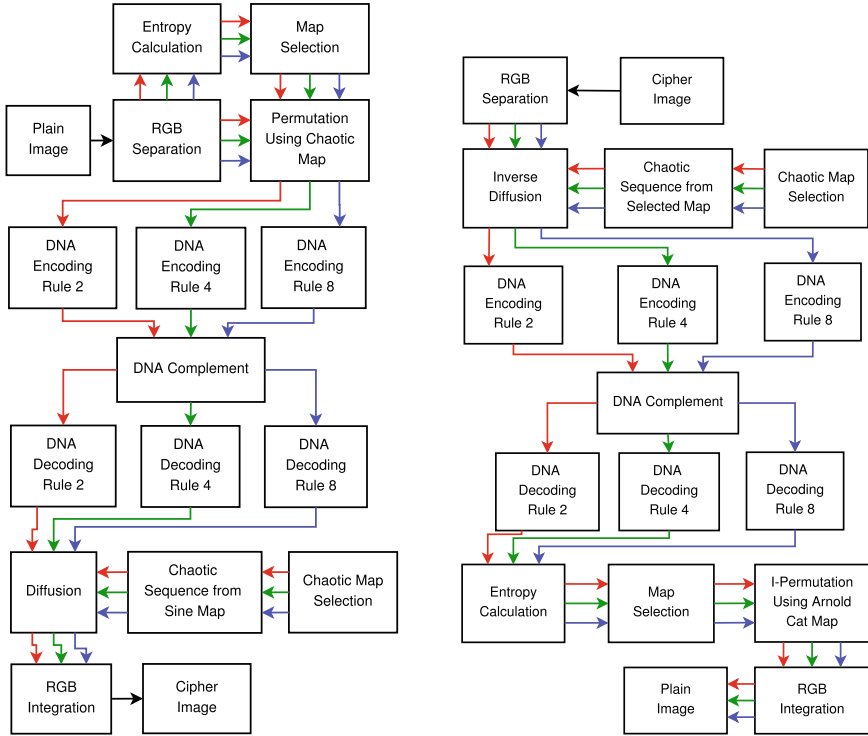 Entropy
Calculation
Map
Selection
Plain
Image
RGB
Separation
Permutation
Using Chaotic
Map
DNA
Encoding
Rule 2
DNA
Encoding
Rule 4
DNA
Encoding
Rule 8
DNA Complement
DNA
Decoding
Rule 2
DNA
Decoding
Rule 4
DNA
Decoding
Rule 8
Diffusion
Chaotic
Sequence from
Sine Map
Chaotic Map
Selection
RGB
Integration
Cipher
Image
RGB
Separation
Cipher
Image
Inverse
Diffusion
Chaotic
Sequence from
Selected Map
Chaotic Map
Selection
DNA
Encoding
Rule 2
DNA
Encoding
Rule 4
DNA
Encoding
Rule 8
DNA Complement
DNA
Decoding
Rule 2
DNA
Decoding
Rule 4
DNA
Decoding
Rule 8
Entropy
Calculation
Map
Selection
I-Permutation
Using Arnold
Cat Map
Plain
Image
RGB
Integration